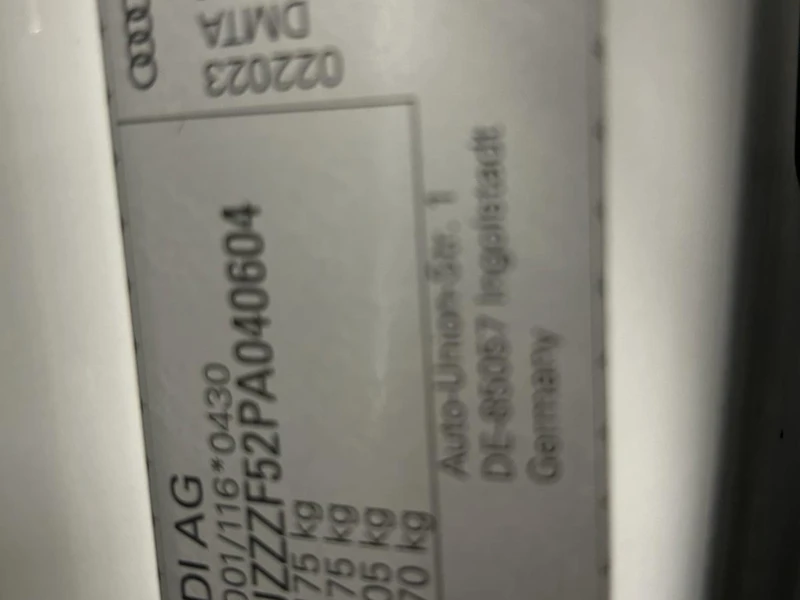 DMTA
022023
DI AG
001/116*0430
ZZZF52PA040604
75 kg
75 kg
05 kg
70 kg
Auto-Union-Str. 1
DE-85057 Ingolstadt
Germany